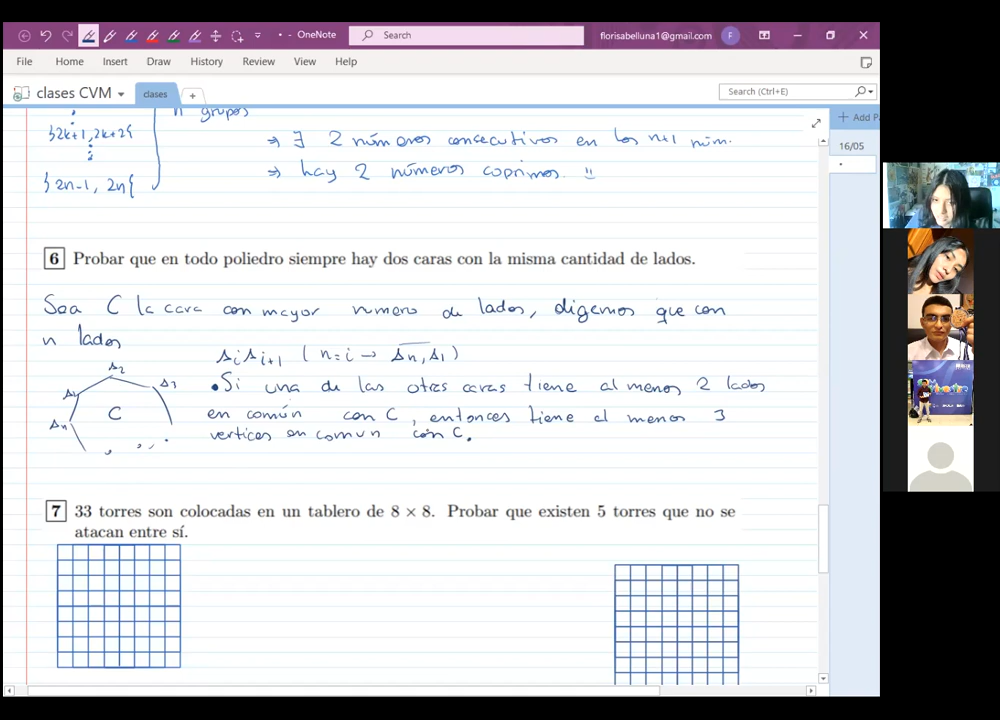 OneNote
Search
florisabelluna1@gmail.com
F
File Home Insert Draw History Review View Help
clases CVM
clases
+
Search (Ctrl+E)
+ Add
16/05
n grupos
}2k+1, 2k+2{
}2n-1, 2n{
⇒ ∃ 2 números consecutivos en los n+1 núm.
⇒ hay 2 números coprimos.
6 Probar que en todo poliedro siempre hay dos caras con la misma cantidad de lados.
Sea C la cara con mayor numero de lados, digamos que con
n lados
C
• Si una de las otras caras tiene al menos 2 lados
en común con C, entonces tiene al menos 3
vertices en comun con C.
7 33 torres son colocadas en un tablero de 8 × 8. Probar que existen 5 torres que no se
atacan entre sí.